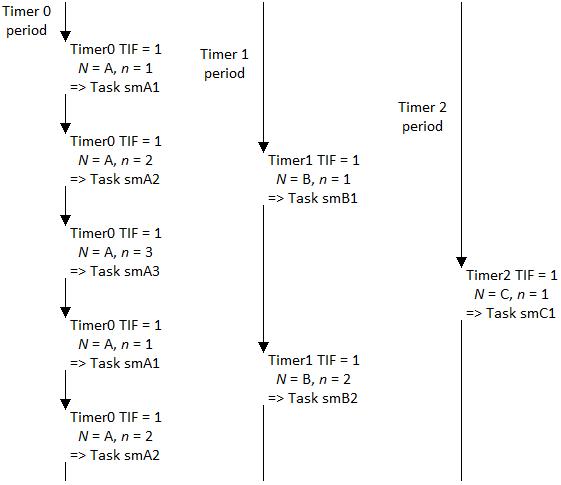 Timer 0
period
Timer0 TIF = 1
N = A, n = 1
=> Task smA1
Timer0 TIF = 1
N = A, n = 2
=> Task smA2
Timer0 TIF = 1
N = A, n = 3
=> Task smA3
Timer0 TIF = 1
N = A, n = 1
=> Task smA1
Timer0 TIF = 1
N = A, n = 2
=> Task smA2
Timer 1
period
Timer1 TIF = 1
N = B, n = 1
=> Task smB1
Timer1 TIF = 1
N = B, n = 2
=> Task smB2
Timer 2
period
Timer2 TIF = 1
N = C, n = 1
=> Task smC1